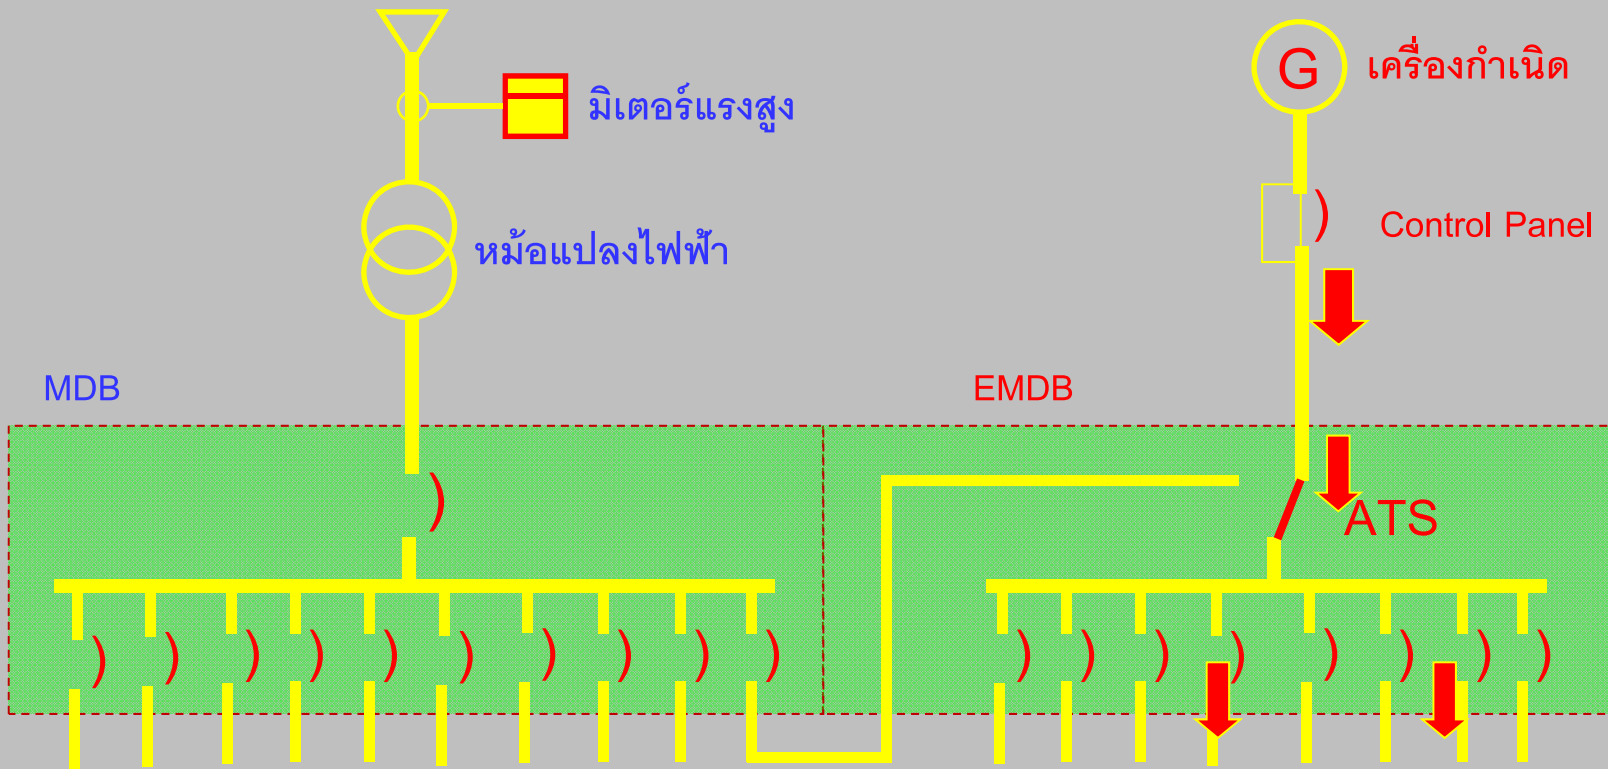 G
เครื่องกำเนิด
มิเตอร์แรงสูง
หม้อแปลงไฟฟ้า
Control Panel
MDB
EMDB
ATS